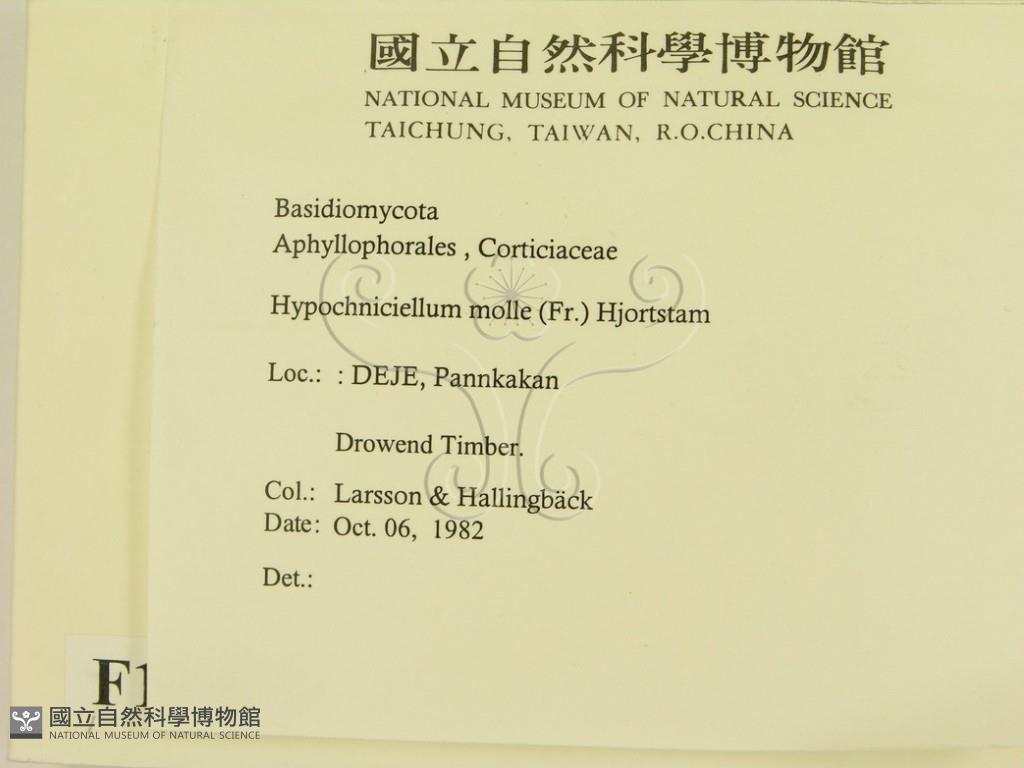 國立自然科學博物館
NATIONAL MUSEUM OF NATURAL SCIENCE
TAICHUNG, TAIWAN, R.O.CHINA
Basidiomycota
Aphyllophorales , Corticiaceae
Hypochniciellum molle (Fr.) Hjortstam
Loc.: : DEJE, Pannkakan
Drowend Timber.
Col.: Larsson & Hallingbäck
Date: Oct. 06, 1982
Det.:
F1
國立自然科學博物館
NATIONAL MUSEUM OF NATURAL SCIENCE